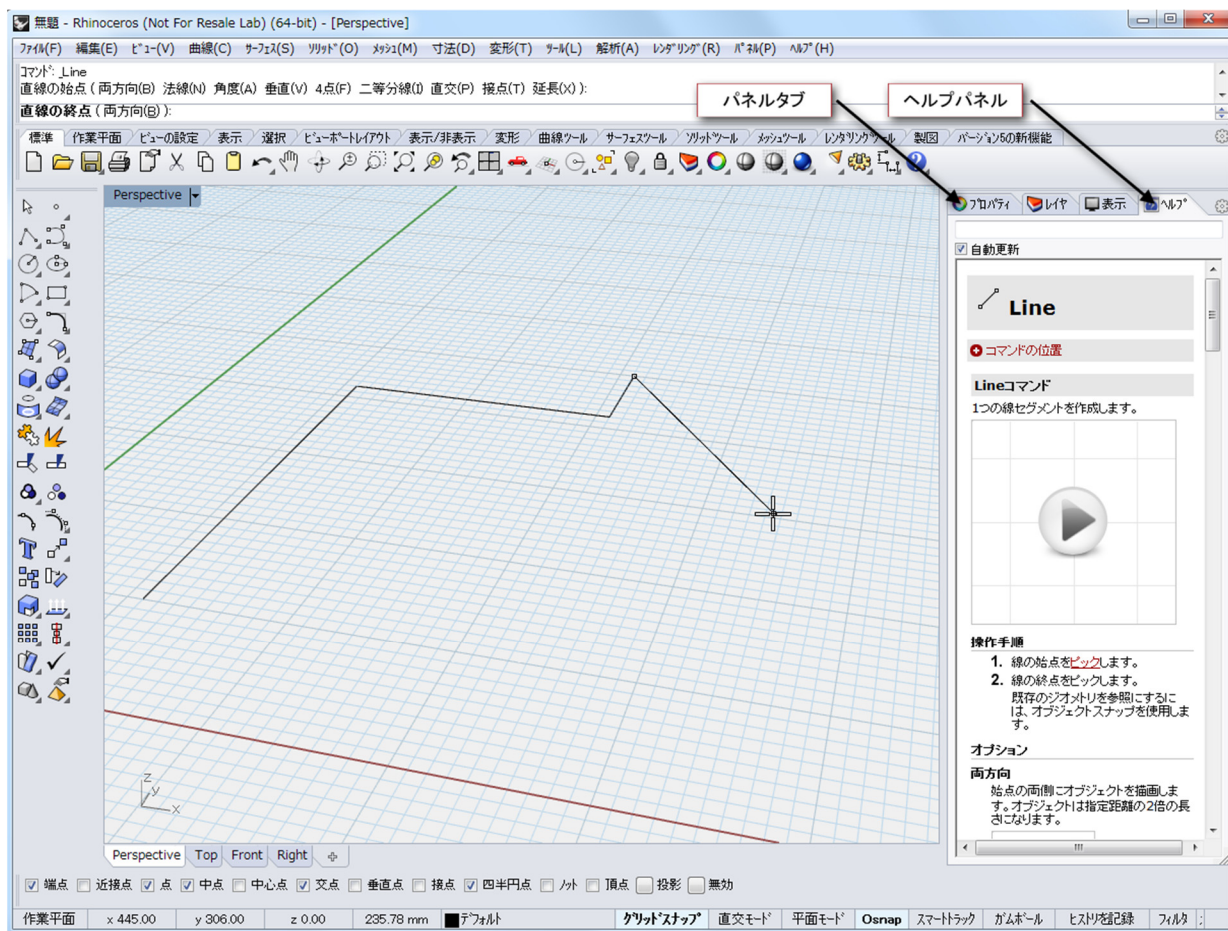 無題 - Rhinoceros (Not For Resale Lab) (64-bit) - [Perspective]
ﾌｧｲﾙ(F) 編集(E) ﾋﾞｭｰ(V) 曲線(C) ｻｰﾌｪｽ(S) ｿﾘｯﾄﾞ(O) ﾒｯｼｭ(M) 寸法(D) 変形(T) ﾂｰﾙ(L) 解析(A) ﾚﾝﾀﾞﾘﾝｸﾞ(R) ﾊﾟﾈﾙ(P) ﾍﾙﾌﾟ(H)
ｺﾏﾝﾄﾞ: _Line
直線の始点 ( 両方向(B) 法線(N) 角度(A) 垂直(V) 4点(F) 二等分線(I) 直交(P) 接点(T) 延長(X) ):
直線の終点 ( 両方向(B) ):
パネルタブ
ヘルプパネル
標準 作業平面 ﾋﾞｭｰの設定 表示 選択 ﾋﾞｭｰﾎﾟｰﾄﾚｲｱｳﾄ 表示/非表示 変形 曲線ﾂｰﾙ ｻｰﾌｪｽﾂｰﾙ ｿﾘｯﾄﾞﾂｰﾙ ﾒｯｼｭﾂｰﾙ ﾚﾝﾀﾞﾘﾝｸﾞﾂｰﾙ 製図 ﾊﾞｰｼﾞｮﾝ5の新機能
Perspective
ﾌﾟﾛﾊﾟﾃｨ ﾚｲﾔ 表示 ﾍﾙﾌﾟ
自動更新
Line
コマンドの位置
Lineコマンド
1つの線セグメントを作成します。
操作手順
1. 線の始点をピックします。
2. 線の終点をピックします。
既存のジオメトリを参照にするに
は、オブジェクトスナップを使用しま
す。
オプション
両方向
始点の両側にオブジェクトを描画しま
す。オブジェクトは指定距離の2倍の長
さになります。
z
y
x
Perspective Top Front Right
端点 近接点 点 中点 中心点 交点 垂直点 接点 四半円点 ﾉｯﾄ 頂点 投影 無効
作業平面 x 445.00 y 306.00 z 0.00 235.78 mm ﾃﾞﾌｫﾙﾄ ｸﾞﾘｯﾄﾞｽﾅｯﾌﾟ 直交ﾓｰﾄﾞ 平面ﾓｰﾄﾞ Osnap ｽﾏｰﾄﾄﾗｯｸ ｶﾞﾑﾎﾞｰﾙ ﾋｽﾄﾘを記録 ﾌｨﾙﾀ